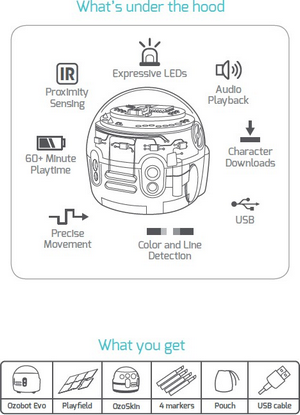 What's under the hood
Expressive LEDs
IR
Proximity
Sensing
Audio
Playback
60+ Minute
Playtime
Character
Downloads
Precise
Movement
USB
Color and Line
Detection
What you get
Ozobot Evo
Playfield
OzoSkin
4 markers
Pouch
USB cable